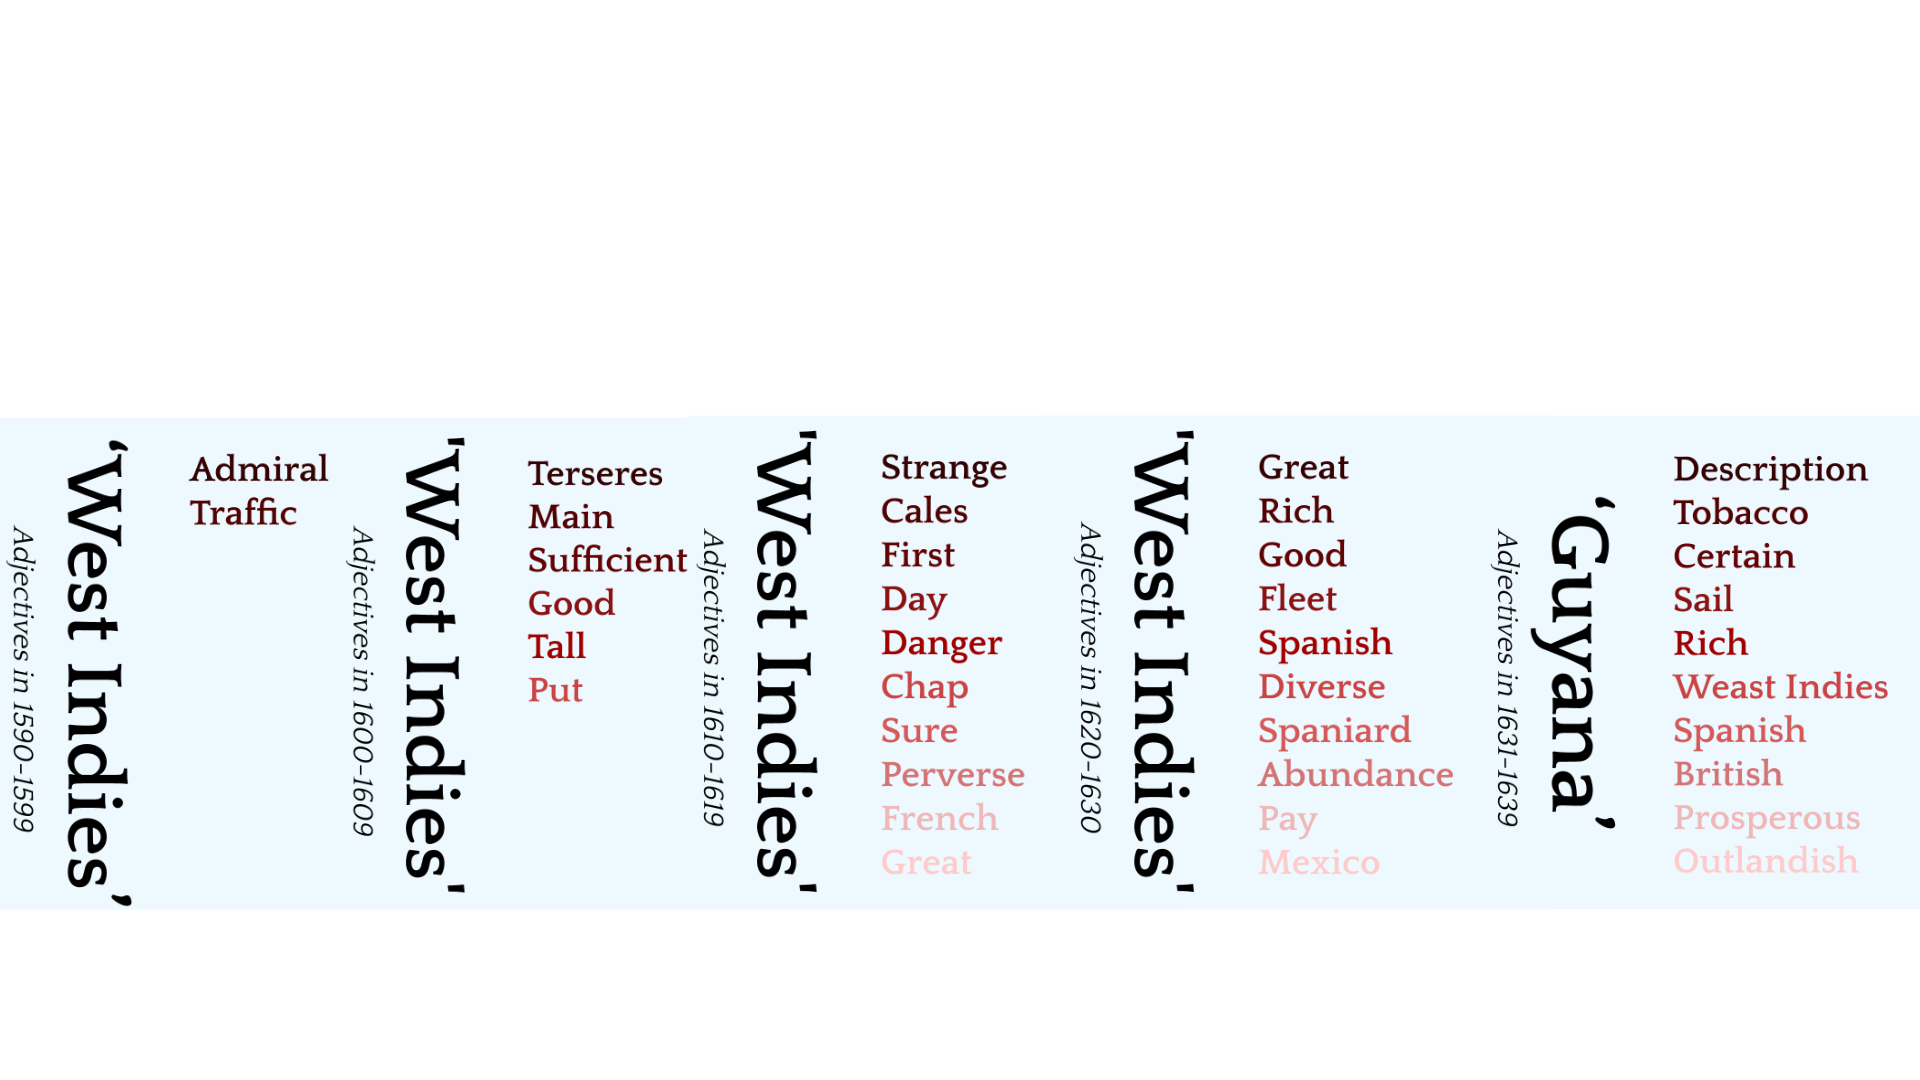 Adjectives in 1590-1599
‘West Indies’
Admiral
Traffic
Adjectives in 1600-1609
'West Indies'
Terseres
Main
Sufficient
Good
Tall
Put
Adjectives in 1610-1619
'West Indies'
Strange
Cales
First
Day
Danger
Chap
Sure
Perverse
French
Great
Adjectives in 1620-1630
'West Indies'
Great
Rich
Good
Fleet
Spanish
Diverse
Spaniard
Abundance
Pay
Mexico
Adjectives in 1631-1639
‘Guyana’
Description
Tobacco
Certain
Sail
Rich
Weast Indies
Spanish
British
Prosperous
Outlandish